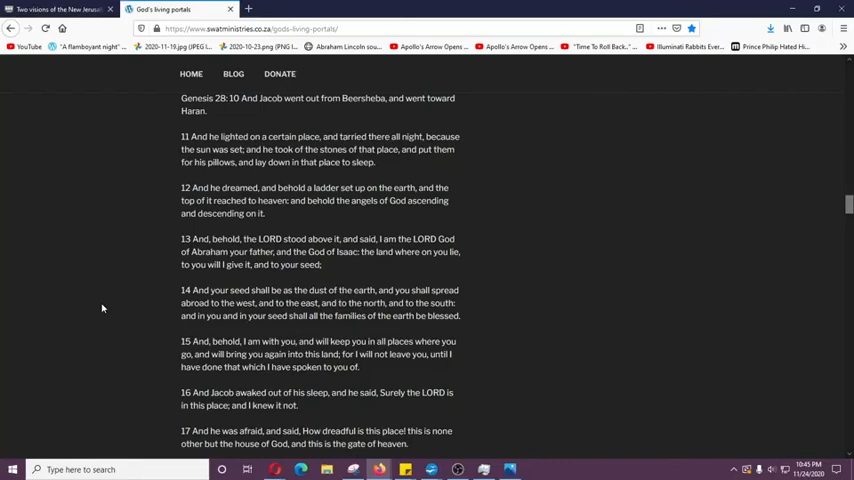 Two visions of the New Jerusal
God's living portals
https://www.swatministries.co.za/gods-living-portals/
YouTube
"A flamboyant night"
2020-11-19.jpg (JPEG I
2020-10-23.png (PNG I
Abraham Lincoln sou
Apollo's Arrow Opens
Apollo's Arrow Opens
"Time To Roll Back."
Illuminati Rabbits Ever
Prince Philip Hated Hi
HOME BLOG DONATE
Genesis 28: 10 And Jacob went out from Beersheba, and went toward
Haran.
11 And he lighted on a certain place, and tarried there all night, because
the sun was set; and he took of the stones of that place, and put them
for his pillows, and lay down in that place to sleep.
12 And he dreamed, and behold a ladder set up on the earth, and the
top of it reached to heaven: and behold the angels of God ascending
and descending on it.
13 And, behold, the LORD stood above it, and said, I am the LORD God
of Abraham your father, and the God of Isaac: the land where on you lie,
to you will I give it, and to your seed;
14 And your seed shall be as the dust of the earth, and you shall spread
abroad to the west, and to the east, and to the north, and to the south:
and in you and in your seed shall all the families of the earth be blessed.
15 And, behold, I am with you, and will keep you in all places where you
go, and will bring you again into this land; for I will not leave you, until I
have done that which I have spoken to you of.
16 And Jacob awaked out of his sleep, and he said, Surely the LORD is
in this place; and I knew it not.
17 And he was afraid, and said, How dreadful is this place! this is none
other but the house of God, and this is the gate of heaven.
Type here to search
10:45 PM
11/24/2020